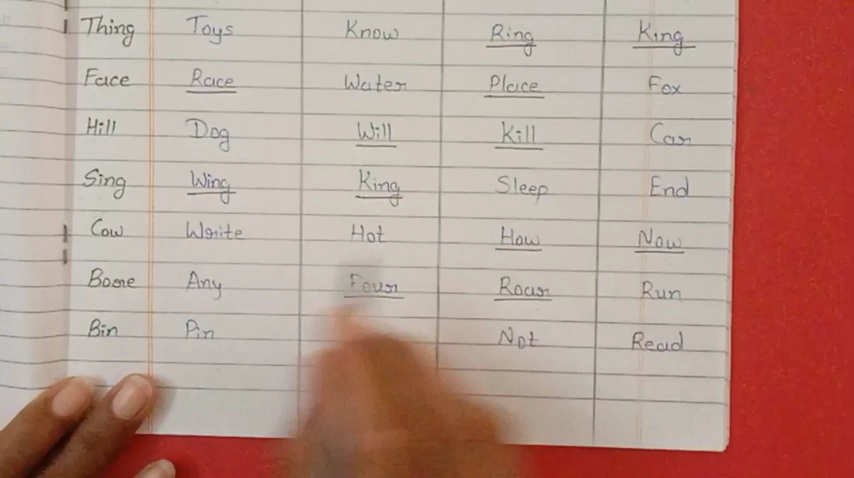 Thing Toys Know Ring King
Face Race Water Place Fox
Hill Dog Will Kill Car
Sing Wing King Sleep End
Cow Write Hot How Now
Bore Any Four Roar Run
Bin Pin Not Read